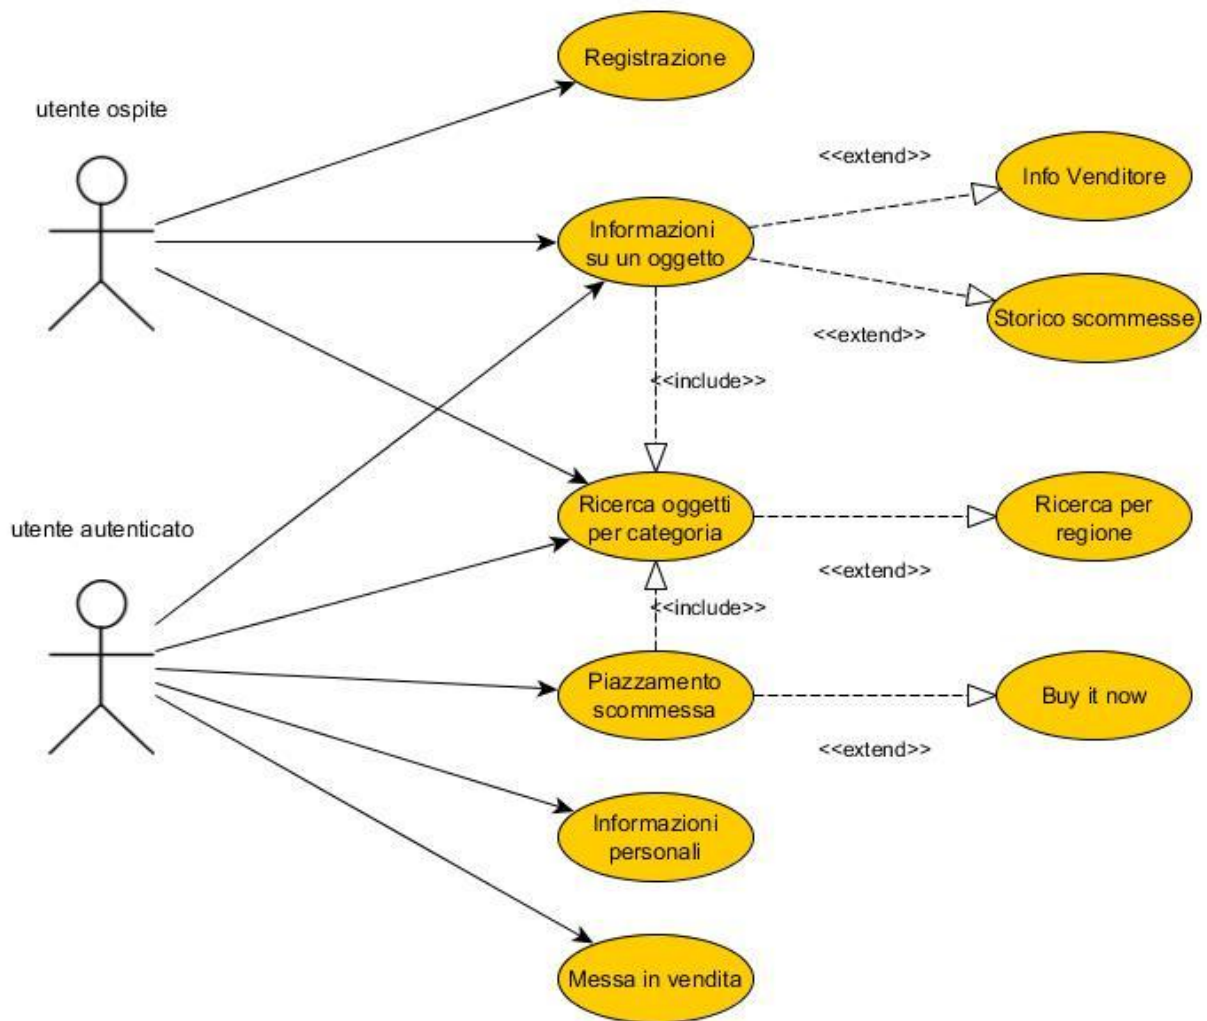 Registrazione
utente ospite
<<extend>>
Info Venditore
Informazioni
su un oggetto
Storico scommesse
<<extend>>
<<include>>
Ricerca oggetti
per categoria
Ricerca per
regione
utente autenticato
<<extend>>
<<include>>
Piazzamento
scommessa
Buy it now
<<extend>>
Informazioni
personali
Messa in vendita